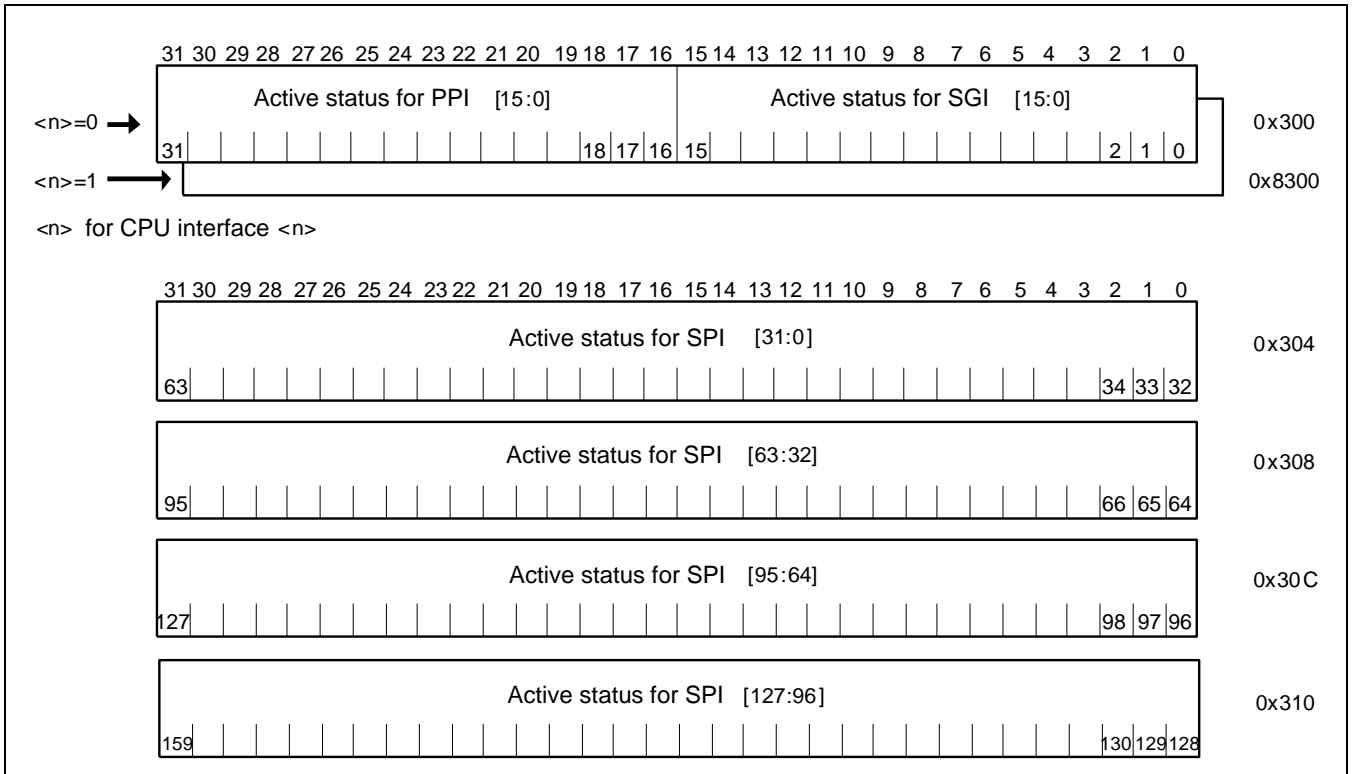 31 30 29 28 27 26 25 24 23 22 21 20 19 18 17 16 15 14 13 12 11 10 9 8 7 6 5 4 3 2 1 0
Active status for PPI [15:0] Active status for SGI [15:0]
<n>=0 0x300
31 18 17 16 15 2 1 0
<n>=1 0x8300
<n> for CPU interface <n>
31 30 29 28 27 26 25 24 23 22 21 20 19 18 17 16 15 14 13 12 11 10 9 8 7 6 5 4 3 2 1 0
Active status for SPI [31:0] 0x304
63 34 33 32
Active status for SPI [63:32] 0x308
95 66 65 64
Active status for SPI [95:64] 0x30C
127 98 97 96
Active status for SPI [127:96] 0x310
159 130 129 128